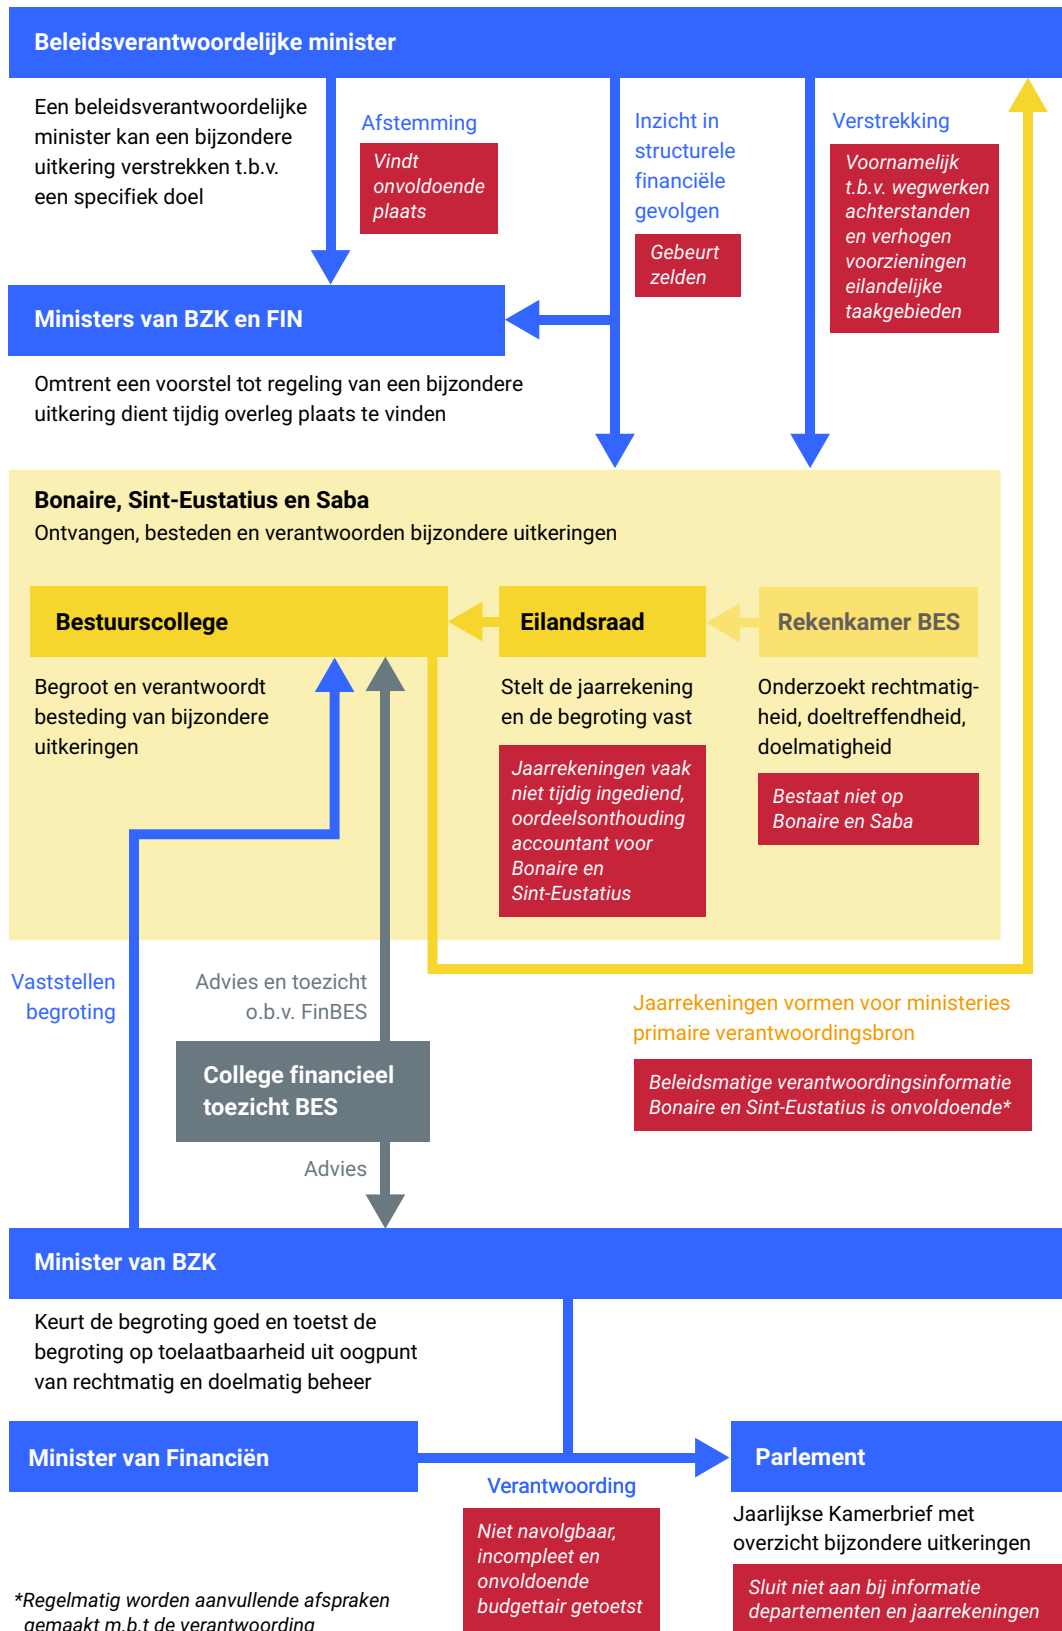 Beleidsverantwoordelijke minister
Een beleidsverantwoordelijke
minister kan een bijzondere
uitkering verstrekken t.b.v.
een specifiek doel
Afstemming
Vindt
onvoldoende
plaats
Inzicht in
structurele
financiële
gevolgen
Gebeurt
zelden
Verstrekking
Voornamelijk
t.b.v. wegwerken
achterstanden
en verhogen
voorzieningen
eilandelijke
taakgebieden
Ministers van BZK en FIN
Omtrent een voorstel tot regeling van een bijzondere
uitkering dient tijdig overleg plaats te vinden
Bonaire, Sint-Eustatius en Saba
Ontvangen, besteden en verantwoorden bijzondere uitkeringen
Bestuurscollege
Begroot en verantwoordt
besteding van bijzondere
uitkeringen
Eilandsraad
Stelt de jaarrekening
en de begroting vast
Jaarrekeningen vaak
niet tijdig ingediend,
oordeelsonthouding
accountant voor
Bonaire en
Sint-Eustatius
Rekenkamer BES
Onderzoekt rechtmatig-
heid, doeltreffendheid,
doelmatigheid
Bestaat niet op
Bonaire en Saba
Vaststellen
begroting
Advies en toezicht
o.b.v. FinBES
Jaarrekeningen vormen voor ministeries
primaire verantwoordingsbron
Beleidsmatige verantwoordingsinformatie
Bonaire en Sint-Eustatius is onvoldoende*
College financieel
toezicht BES
Advies
Minister van BZK
Keurt de begroting goed en toetst de
begroting op toelaatbaarheid uit oogpunt
van rechtmatig en doelmatig beheer
Minister van Financiën
Verantwoording
Niet navolgbaar,
incompleet en
onvoldoende
budgettair getoetst
Parlement
Jaarlijkse Kamerbrief met
overzicht bijzondere uitkeringen
Sluit niet aan bij informatie
departementen en jaarrekeningen
*Regelmatig worden aanvullende afspraken
gemaakt m.b.t de verantwoording